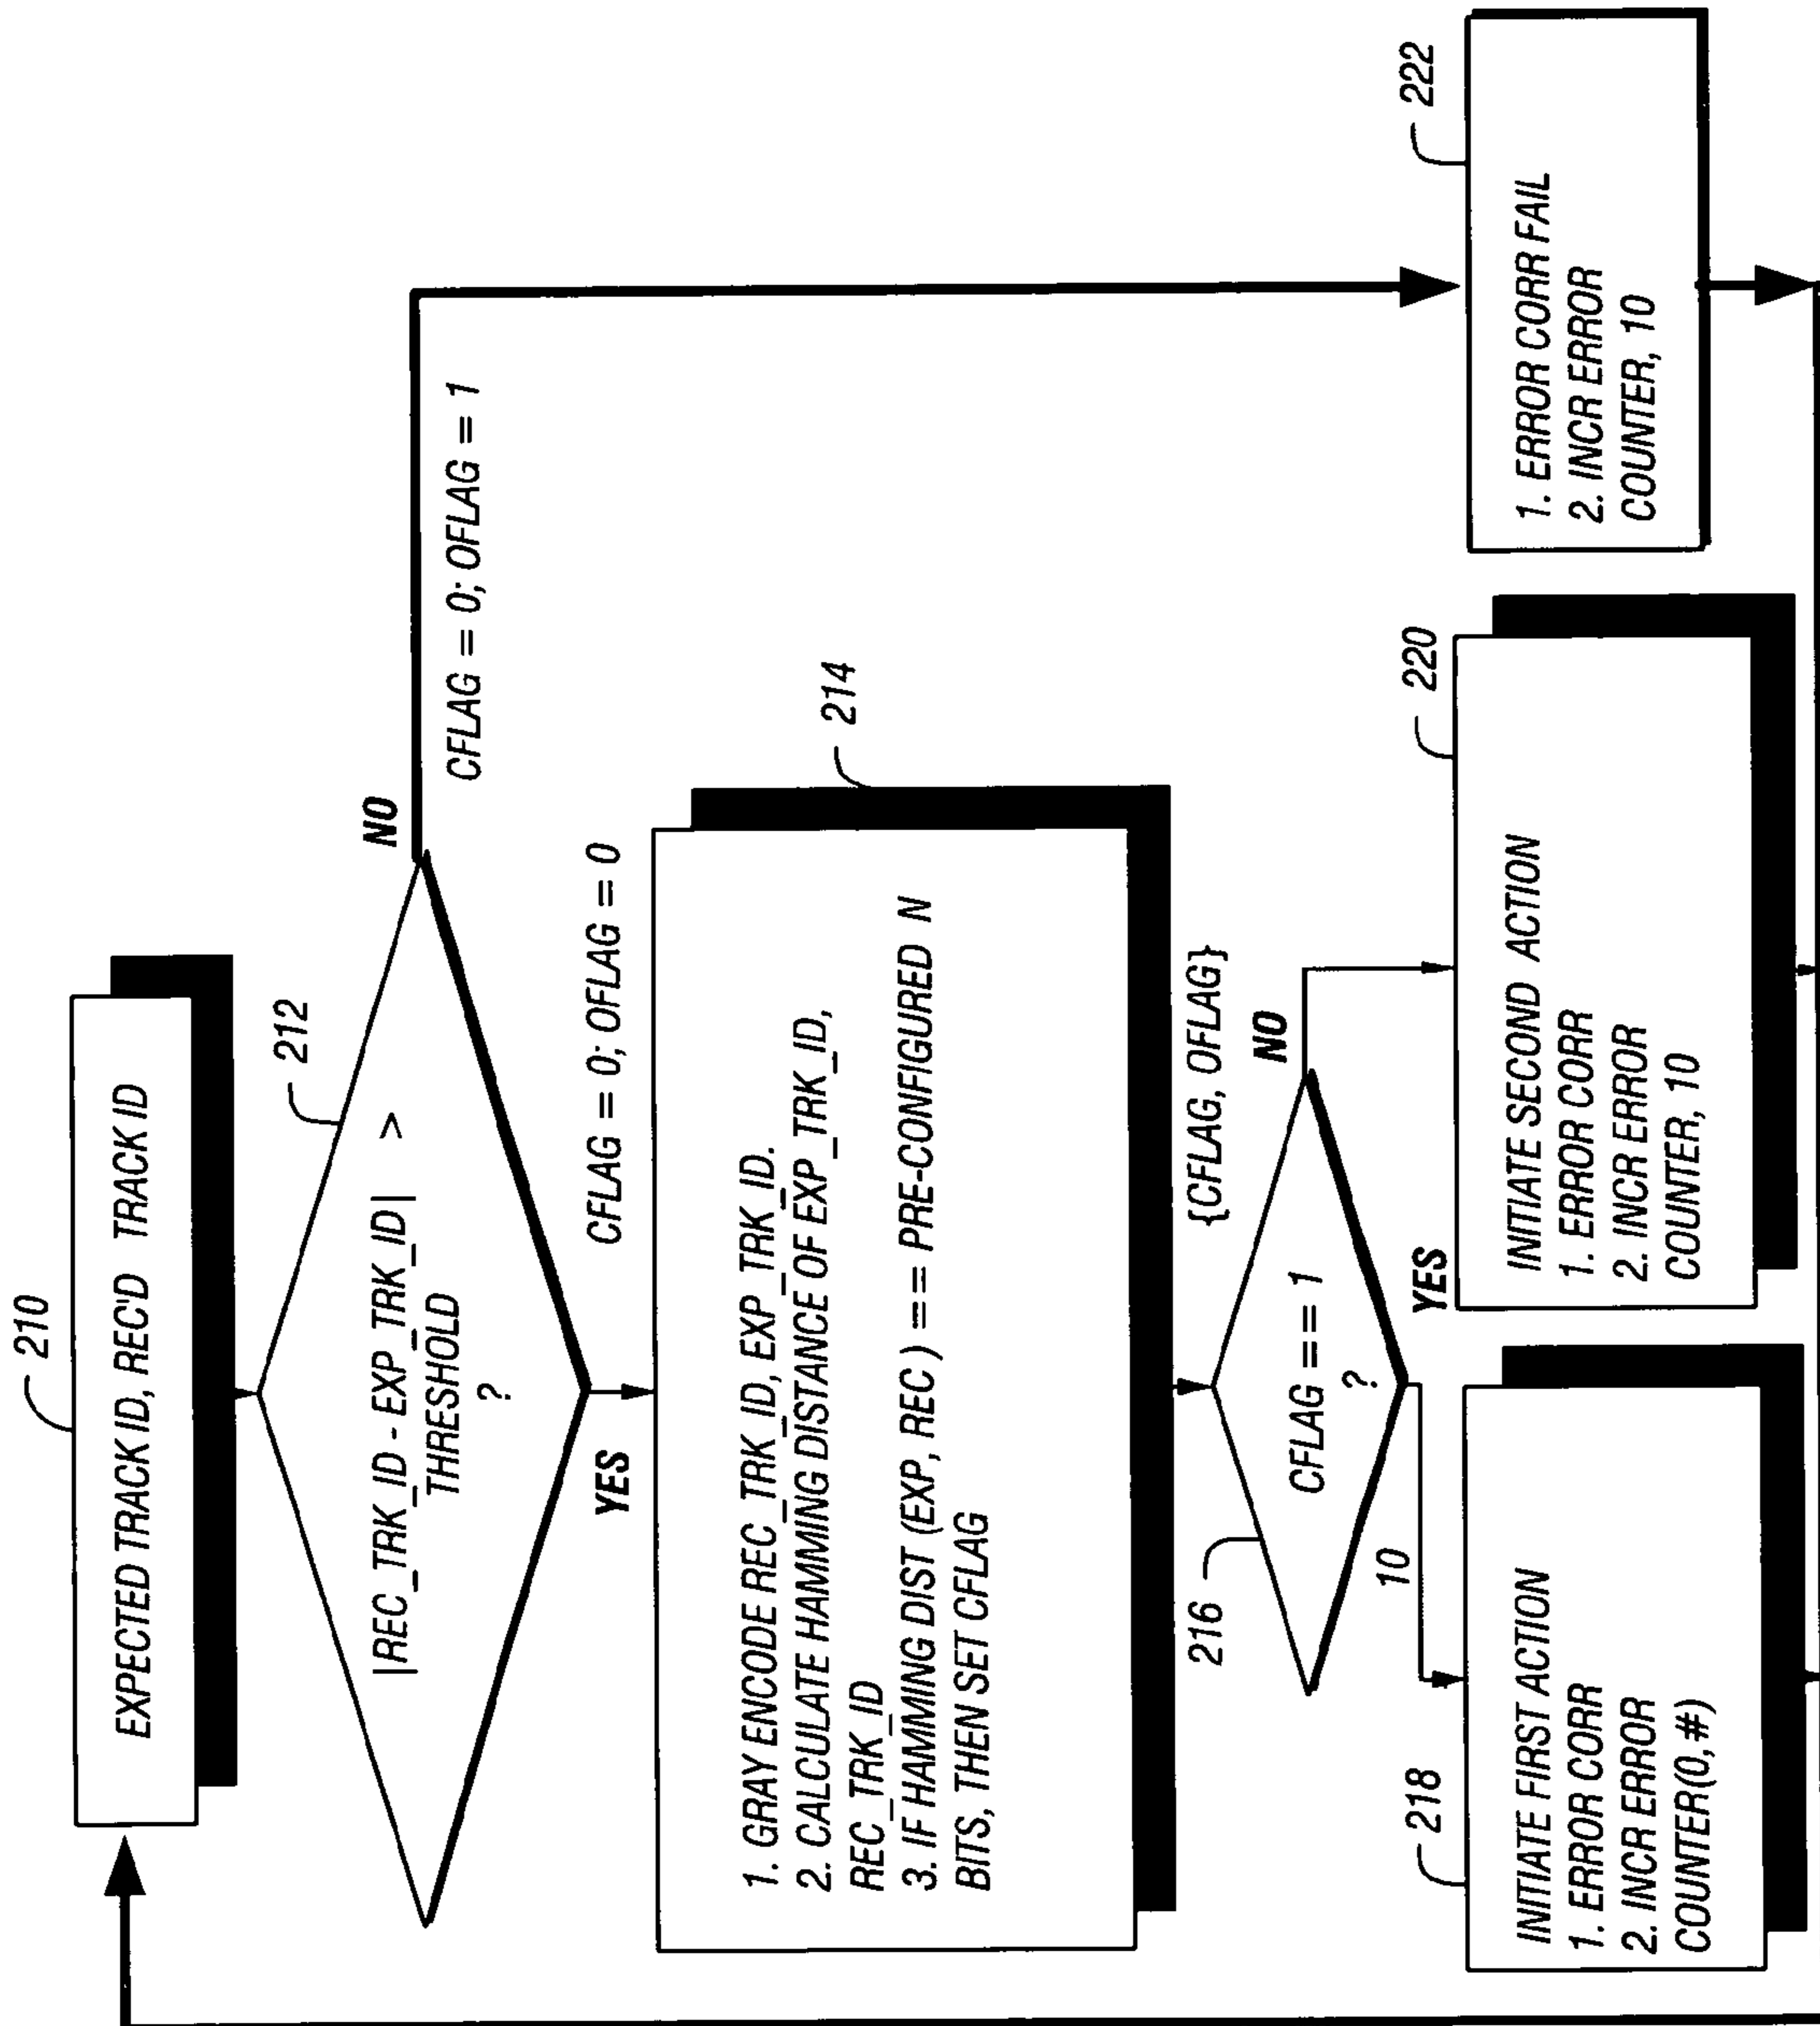 210
EXPECTED TRACK ID, REC'D TRACK ID
212
|REC_TRK_ID - EXP_TRK_ID| >
THRESHOLD
?
NO
CFLAG = 0; OFLAG = 1
YES
CFLAG = 0; OFLAG = 0
214
1. GRAY ENCODE REC_TRK_ID, EXP_TRK_ID.
2. CALCULATE HAMMING DISTANCE OF EXP_TRK_ID,
REC_TRK_ID
3. IF HAMMING DIST (EXP, REC ) === PRE-CONFIGURED N
BITS, THEN SET CFLAG
{CFLAG, OFLAG}
216
CFLAG == 1
?
NO
YES
10
218
INITIATE FIRST ACTION
1. ERROR CORR
2. INCR ERROR
COUNTER(0,#)
220
INITIATE SECOND ACTION
1. ERROR CORR
2. INCR ERROR
COUNTER, 10
222
1. ERROR CORR FAIL
2. INCR ERROR
COUNTER, 10